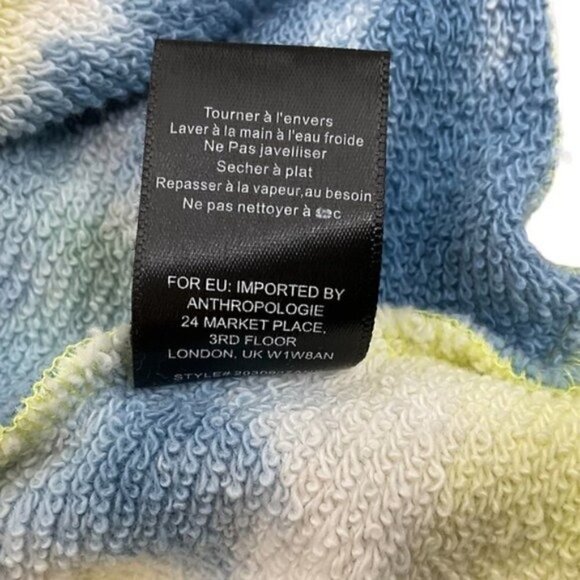 Tourner à l'envers
Laver à la main à l'eau froide
Ne Pas javelliser
Secher à plat
Repasser à la vapeur,au besoin
Ne pas nettoyer à
FOR EU: IMPORTED BY
ANTHROPOLOGIE
24 MARKET PLACE,
3RD FLOOR
LONDON, UK W1W8AN
STYLE#